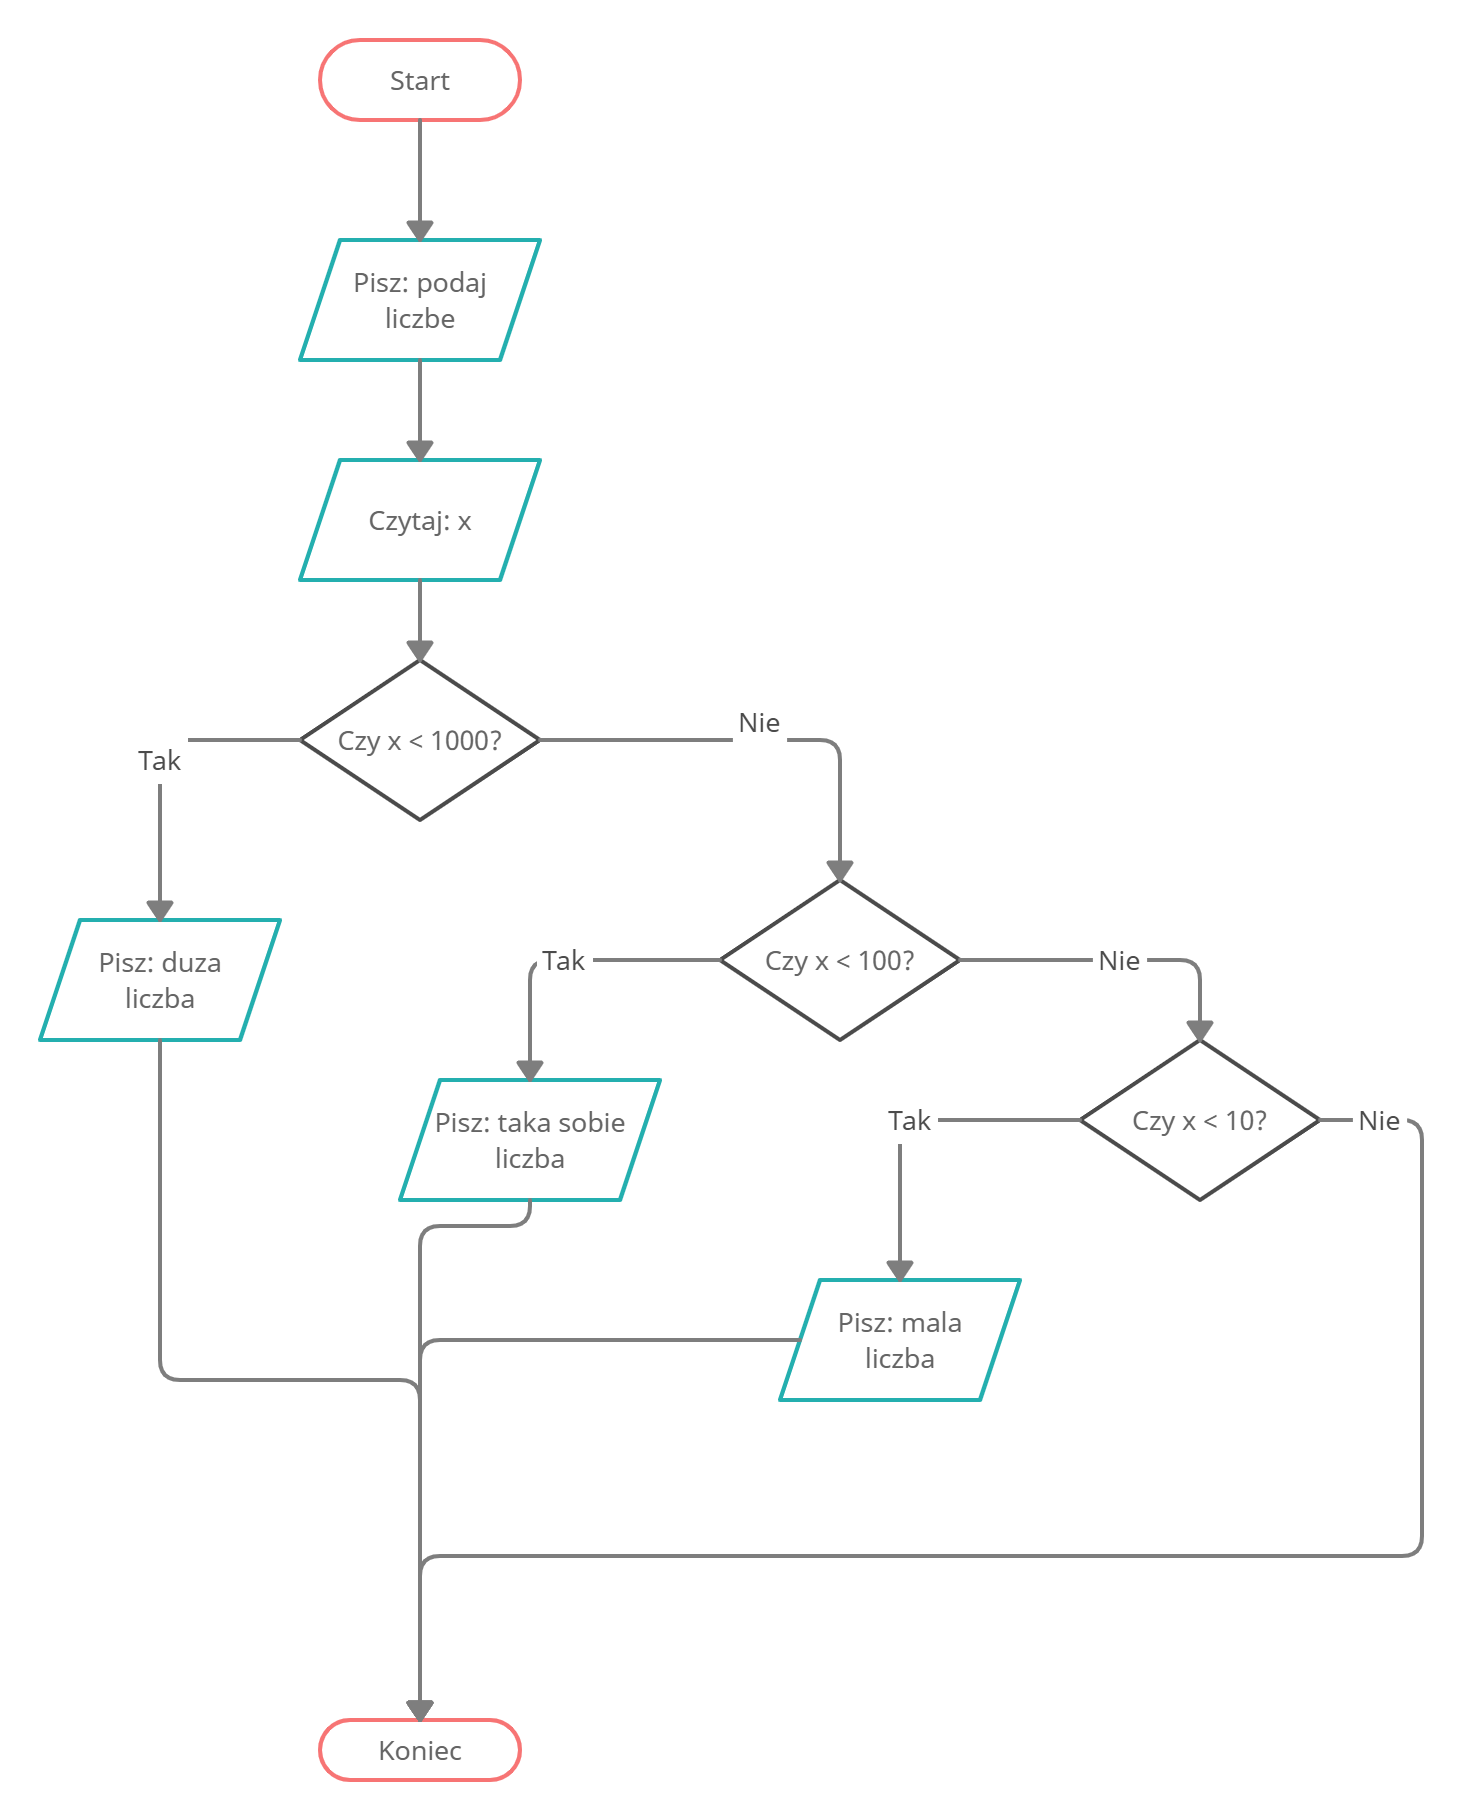 Start
Pisz: podaj
liczbe
Czytaj: x
Czy x < 1000?
Tak
Nie
Pisz: duza
liczba
Czy x < 100?
Tak
Nie
Pisz: taka sobie
liczba
Czy x < 10?
Tak
Nie
Pisz: mala
liczba
Koniec